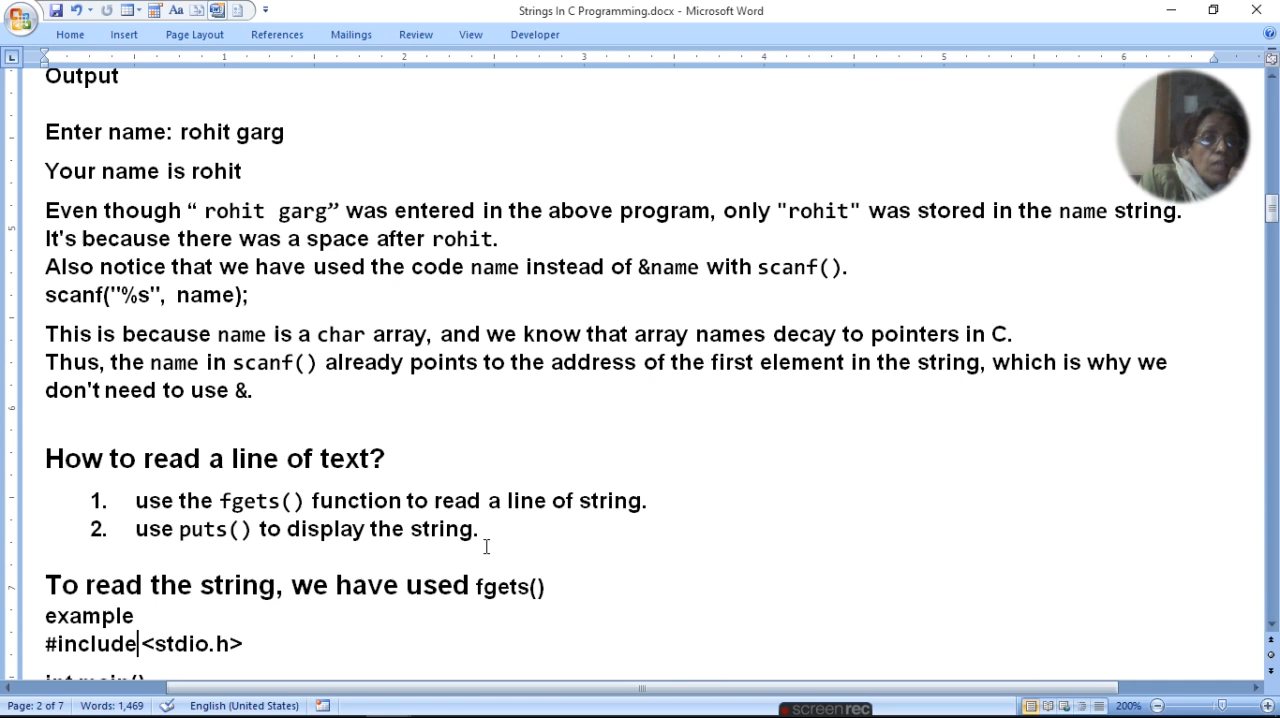 Strings In C Programming.docx - Microsoft Word
Home Insert Page Layout References Mailings Review View Developer
1 2 3 4 5 6
Output
Enter name: rohit garg
Your name is rohit
Even though “ rohit garg” was entered in the above program, only "rohit" was stored in the name string.
It's because there was a space after rohit.
Also notice that we have used the code name instead of &name with scanf().
scanf("%s", name);
This is because name is a char array, and we know that array names decay to pointers in C.
Thus, the name in scanf() already points to the address of the first element in the string, which is why we
don't need to use &.
How to read a line of text?
1. use the fgets() function to read a line of string.
2. use puts() to display the string.
To read the string, we have used fgets()
example
#include <stdio.h>
int main()
Page: 2 of 7 Words: 1,469 English (United States) 200%
screenrec